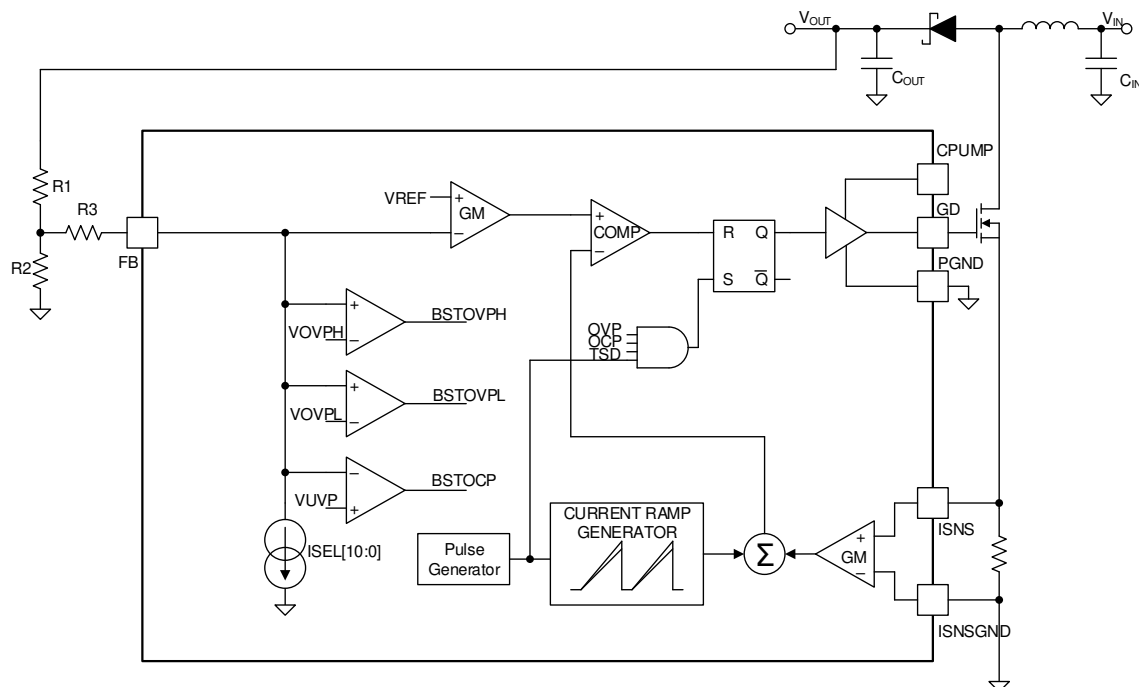 VOUT
VIN
COUT
CIN
CPUMP
R1
VREF
+
GM
−
+
COMP
−
R Q
S Q
GD
R3
FB
R2
PGND
+
BSTOVPH
VOVPH
−
OVP
OCP
TSD
+
BSTOVPL
VOVPL
−
−
BSTOCP
VUVP
+
ISEL[10:0]
Pulse
Generator
CURRENT RAMP
GENERATOR
Σ
+
GM
−
ISNS
ISNSGND